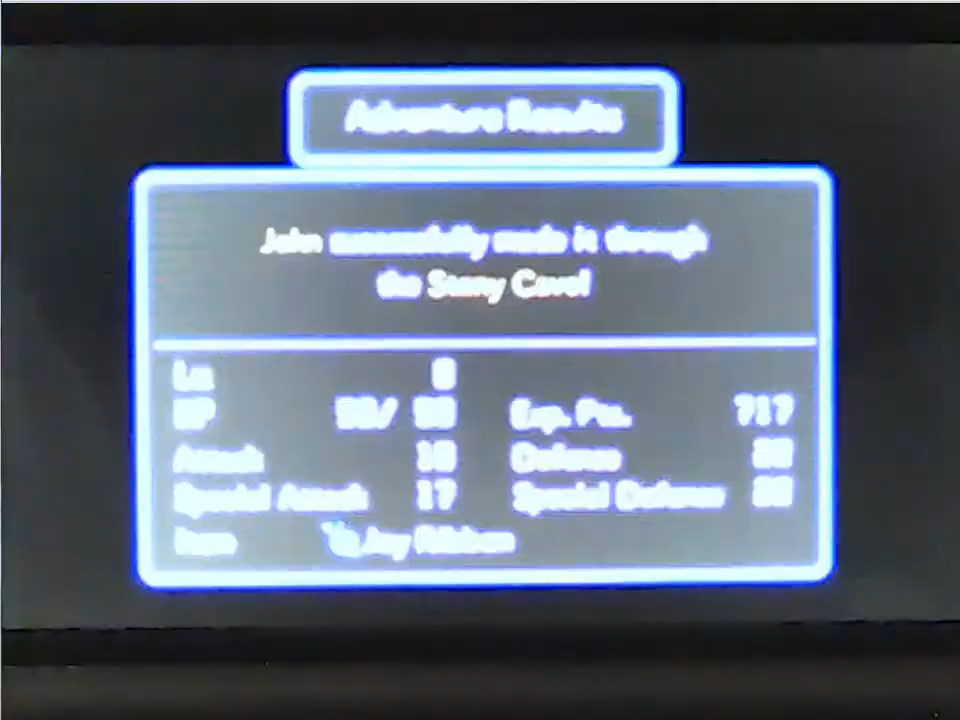 Adventure Results
John successfully made it through
the Stony Cave!
Lv.
HP Exp. Pts. 717
Attack Defense
Special Attack 17 Special Defense
Item Joy Ribbon